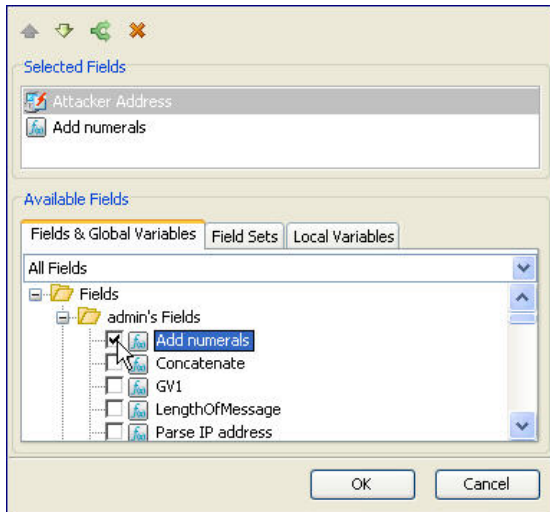 Selected Fields
Attacker Address
Add numerals
Available Fields
Fields & Global Variables Field Sets Local Variables
All Fields
Fields
admin's Fields
Add numerals
Concatenate
GV1
LengthOfMessage
Parse IP address
OK Cancel